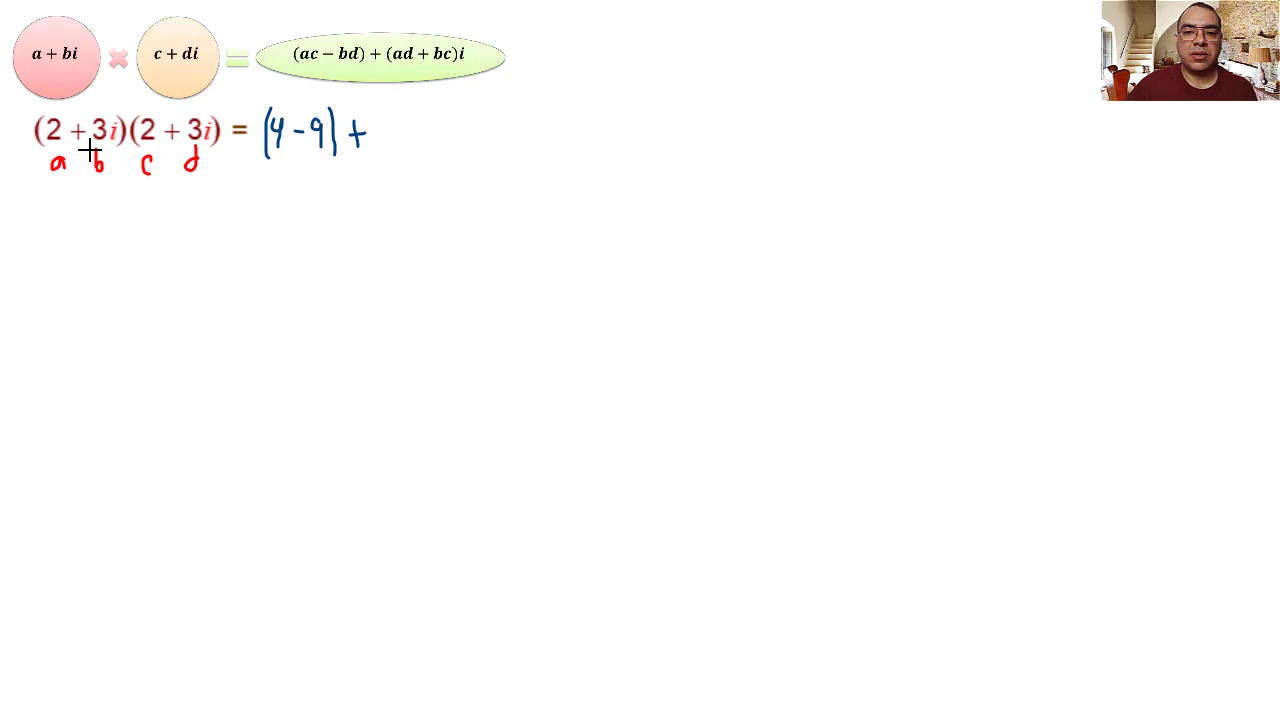 a + bi × c + di = (ac − bd) + (ad + bc)i
(2 + 3i)(2 + 3i) = (4 - 9) +
a b c d